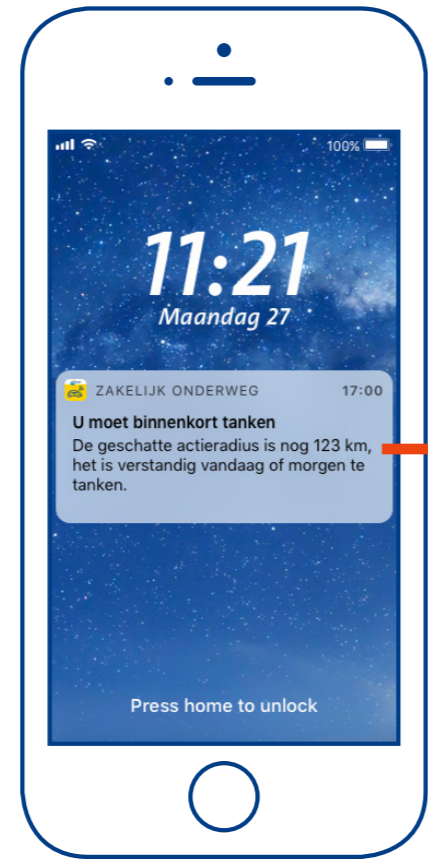 100%
11:21
Maandag 27
ZAKELIJK ONDERWEG 17:00
U moet binnenkort tanken
De geschatte actieradius is nog 123 km,
het is verstandig vandaag of morgen te
tanken.
Press home to unlock